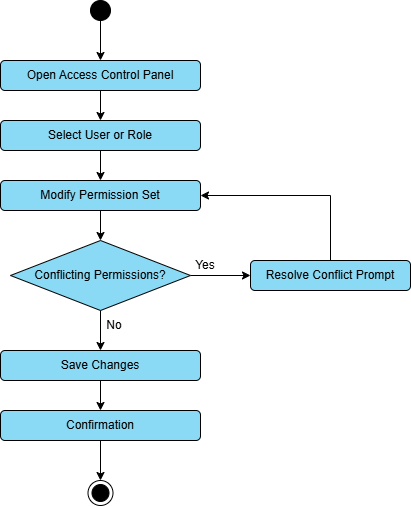 Open Access Control Panel
Select User or Role
Modify Permission Set
Conflicting Permissions?
Yes
Resolve Conflict Prompt
No
Save Changes
Confirmation